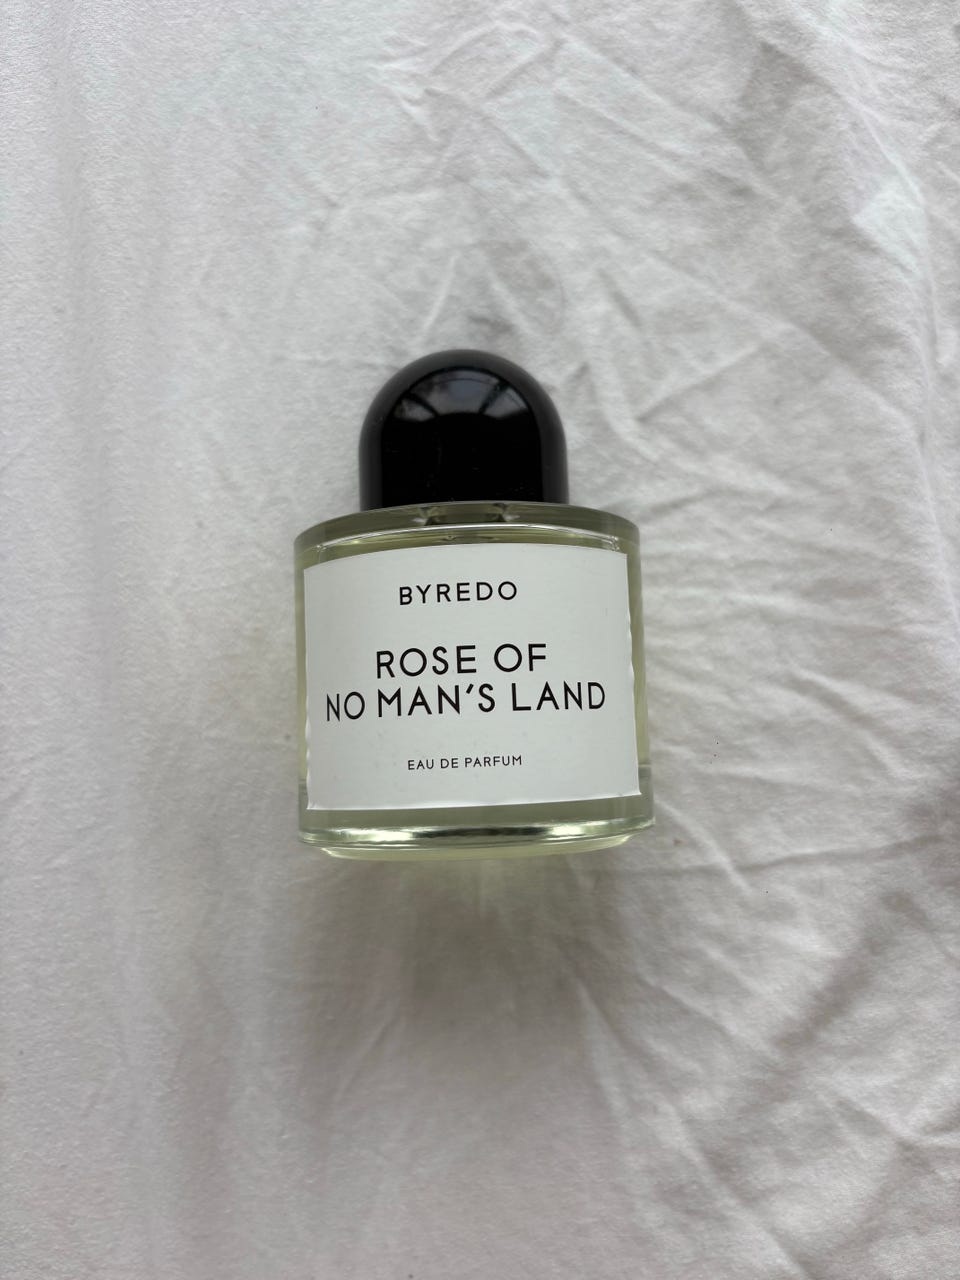 BYREDO
ROSE OF
NO MAN'S LAND
EAU DE PARFUM